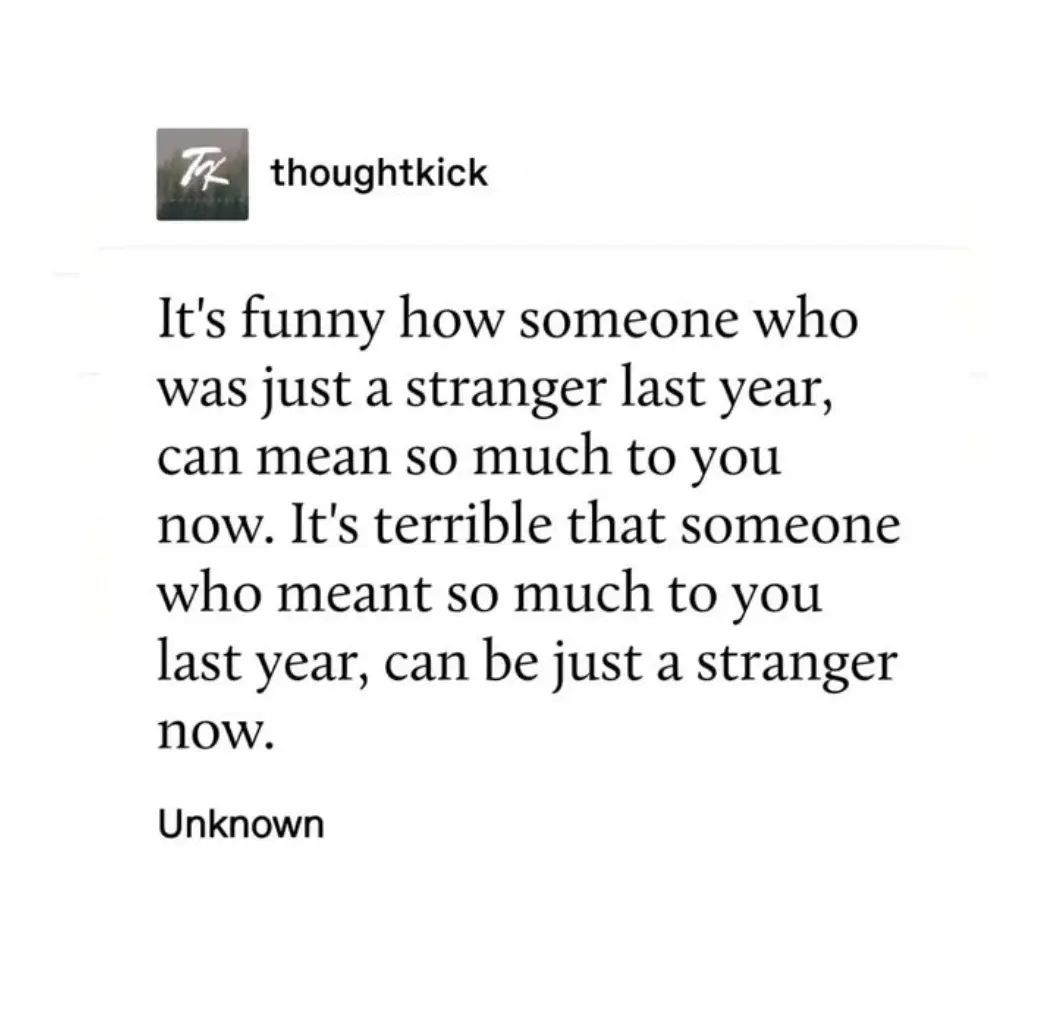 TK
thoughtkick
It's funny how someone who
was just a stranger last year,
can mean so much to you
now. It's terrible that someone
who meant so much to you
last year, can be just a stranger
now.
Unknown